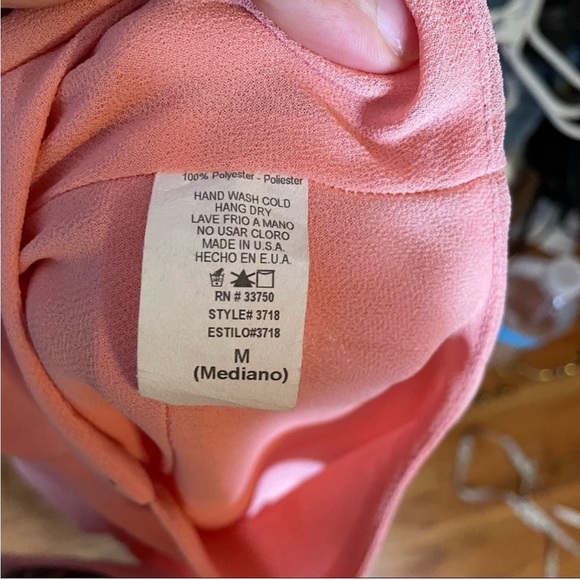 100% Polyester - Poliester
HAND WASH COLD
HANG DRY
LAVE FRIO A MANO
NO USAR CLORO
MADE IN U.S.A.
HECHO EN E.U.A.
RN # 33750
STYLE# 3718
ESTILO#3718
M
(Mediano)